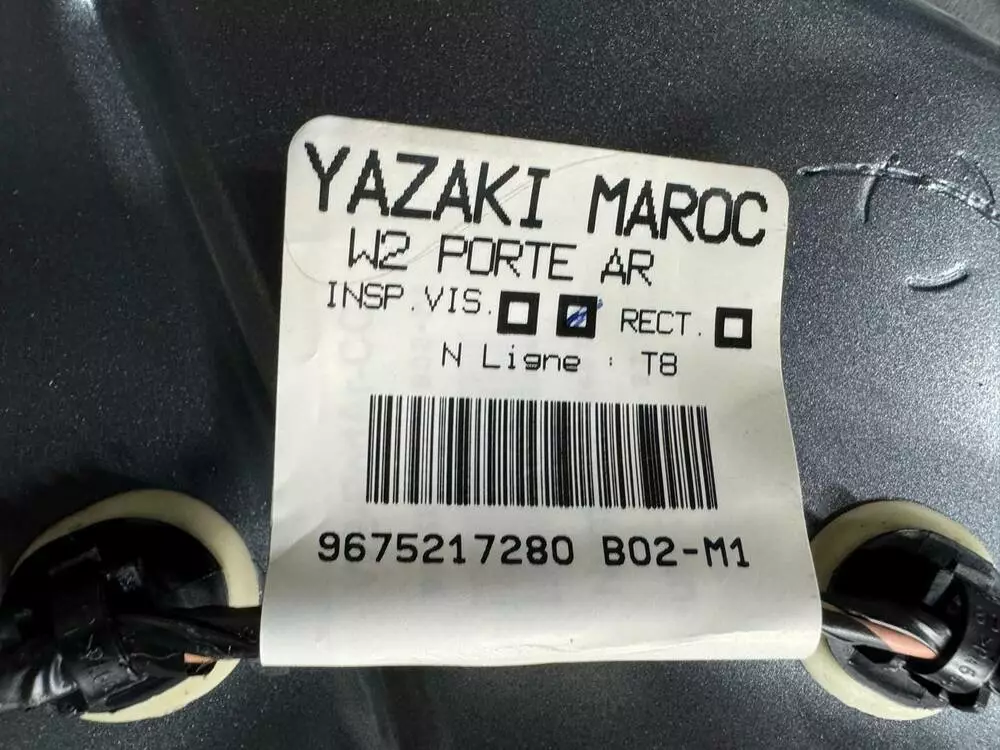 YAZAKI MAROC
W2 PORTE AR
INSP.VIS. RECT.
N Ligne : T8
9675217280 B02-M1